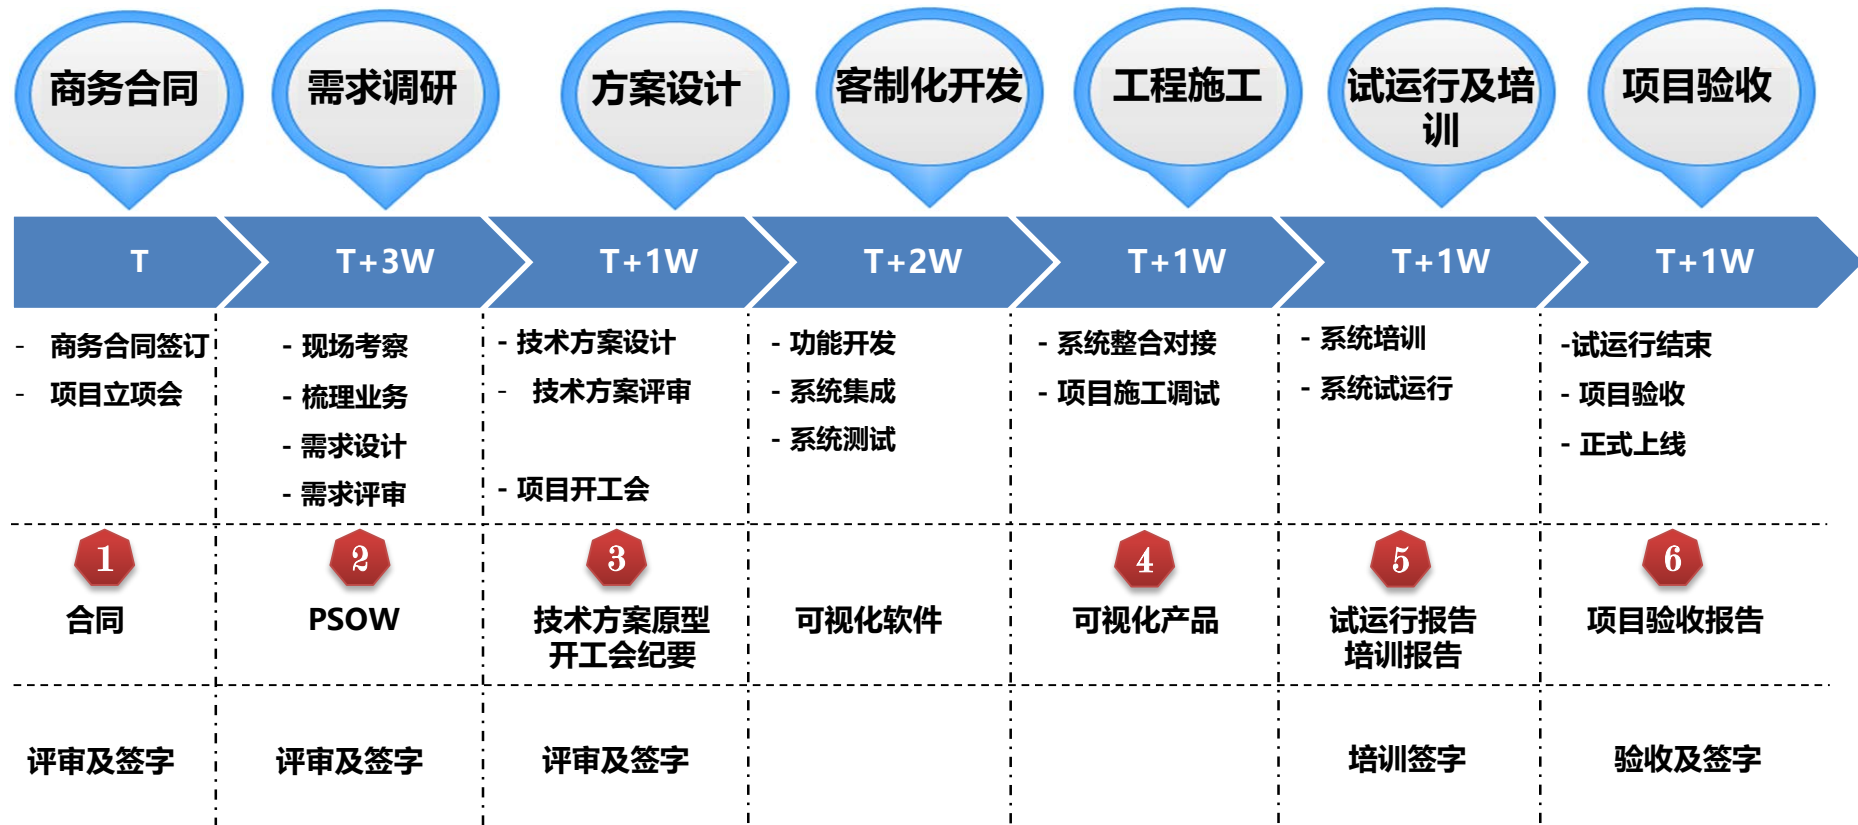 商务合同
需求调研
方案设计
客制化开发
工程施工
试运行及培
训
项目验收
T
T+3W
T+1W
T+2W
T+1W
T+1W
T+1W
- 商务合同签订
- 项目立项会
- 现场考察
- 梳理业务
- 需求设计
- 需求评审
- 技术方案设计
- 技术方案评审
- 项目开工会
- 功能开发
- 系统集成
- 系统测试
- 系统整合对接
- 项目施工调试
- 系统培训
- 系统试运行
-试运行结束
- 项目验收
- 正式上线
1
合同
2
PSOW
3
技术方案原型
开工会纪要
可视化软件
4
可视化产品
5
试运行报告
培训报告
6
项目验收报告
评审及签字
评审及签字
评审及签字
培训签字
验收及签字